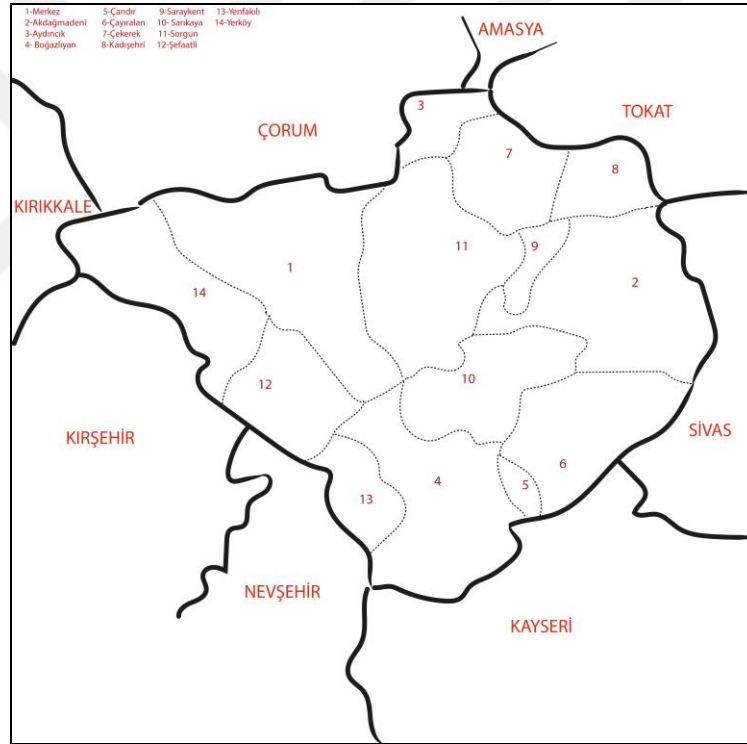 1-Merkez 5-Çandır 9-Saraykent 13-Yenfakılı
2-Akdağmadeni 6-Çayıralan 10- Sarıkaya 14-Yerköy
3-Aydıncık 7-Çekerek 11-Sorgun
4- Boğazlıyan 8-Kadışehri 12-Şefaatli
AMASYA
TOKAT
ÇORUM
KIRIKKALE
3
7
8
11
9
1
2
14
12
10
KIRŞEHİR
SİVAS
6
4
5
13
NEVŞEHİR
KAYSERİ